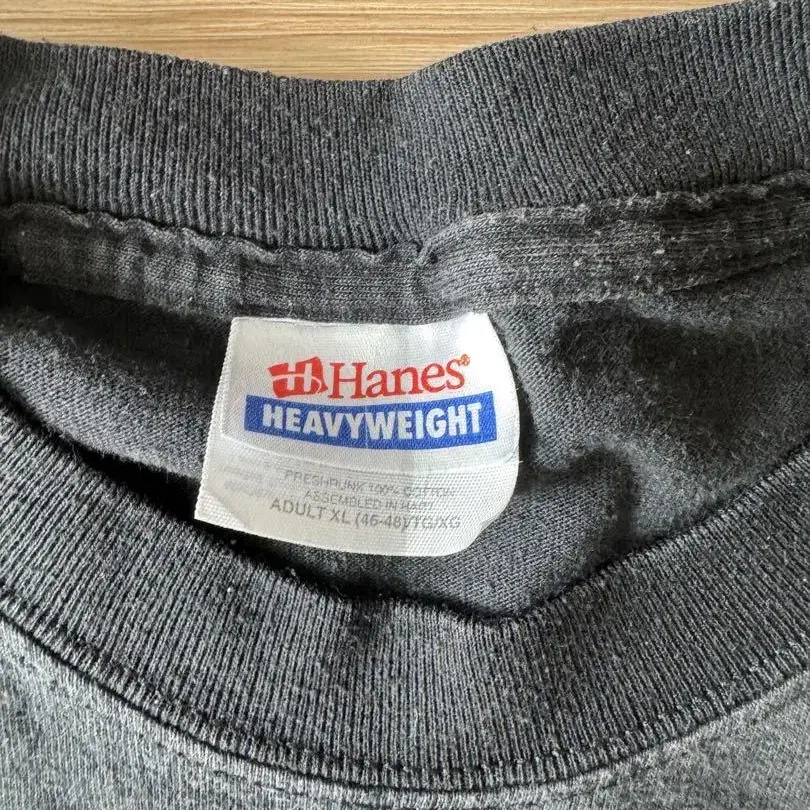 Hanes®
HEAVYWEIGHT
PRESHRUNK 100% COTTON
ASSEMBLED IN HAITI
ADULT XL (46-48)/TG/XG